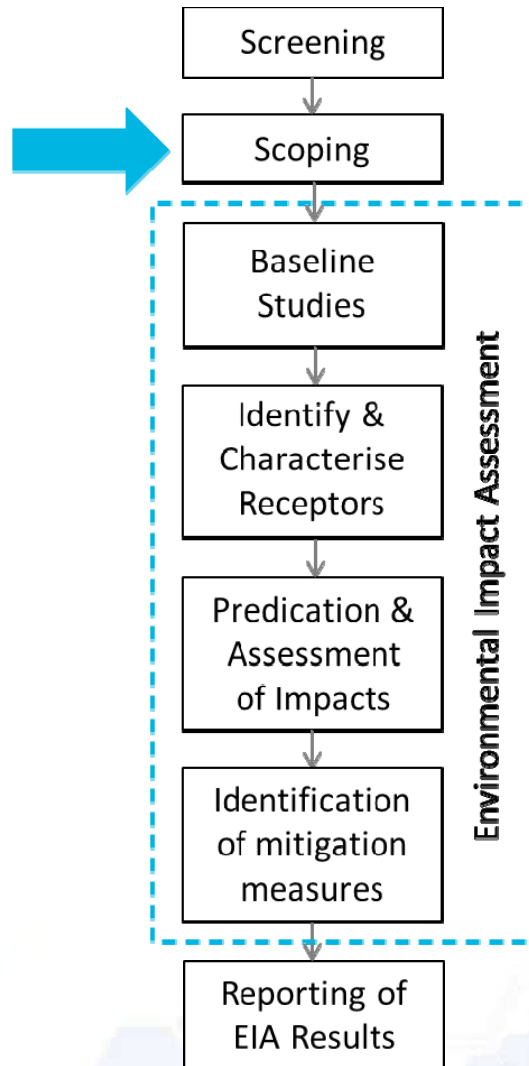 Screening
Scoping
Baseline
Studies
Identify &
Characterise
Receptors
Predication &
Assessment
of Impacts
Identification
of mitigation
measures
Reporting of
EIA Results
Environmental Impact Assessment